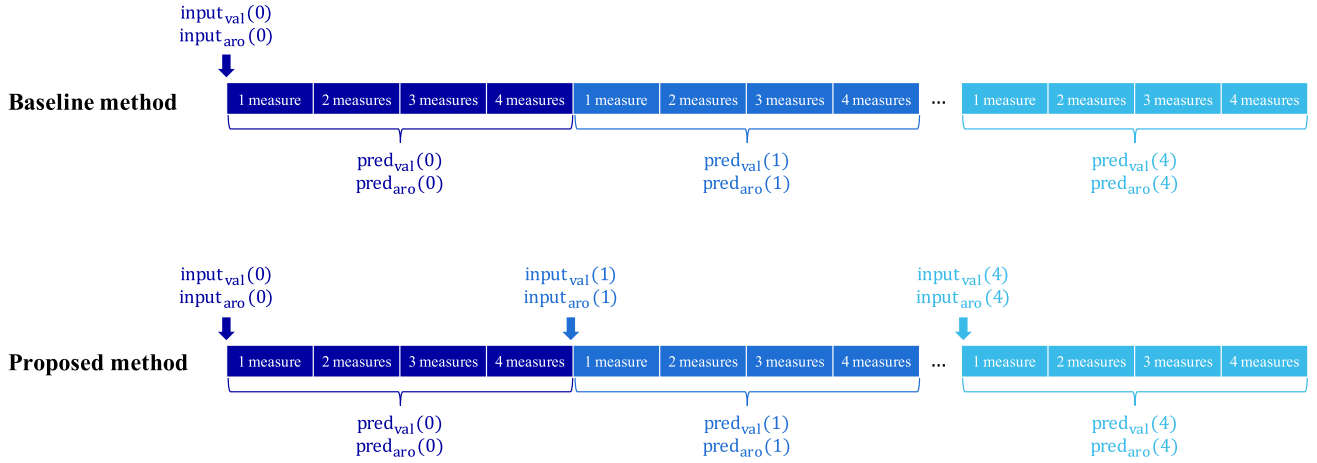 input_val(0)
input_aro(0)
Baseline method
1 measure 2 measures 3 measures 4 measures 1 measure 2 measures 3 measures 4 measures ... 1 measure 2 measures 3 measures 4 measures
pred_val(0) pred_val(1) pred_val(4)
pred_aro(0) pred_aro(1) pred_aro(4)
input_val(0) input_val(1) input_val(4)
input_aro(0) input_aro(1) input_aro(4)
Proposed method
1 measure 2 measures 3 measures 4 measures 1 measure 2 measures 3 measures 4 measures ... 1 measure 2 measures 3 measures 4 measures
pred_val(0) pred_val(1) pred_val(4)
pred_aro(0) pred_aro(1) pred_aro(4)